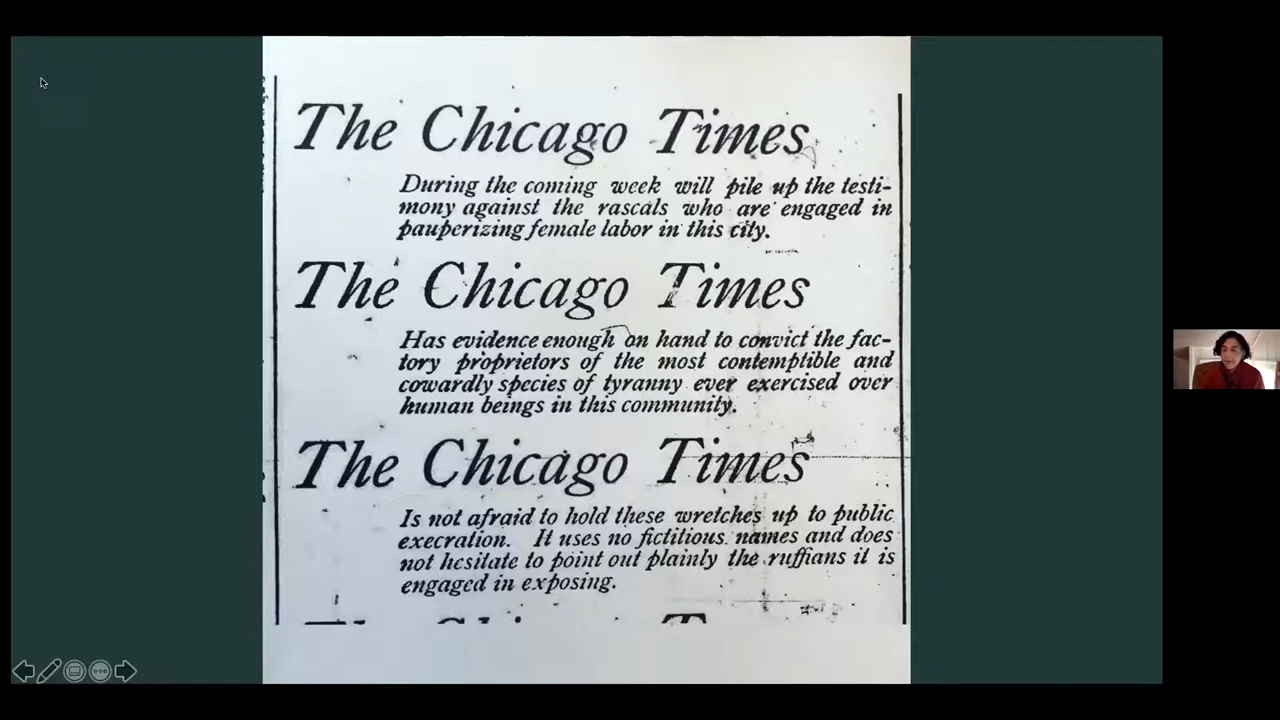 The Chicago Times
During the coming week will pile up the testi-
mony against the rascals who are engaged in
pauperizing female labor in this city.
The Chicago Times
Has evidence enough on hand to convict the fac-
tory proprietors of the most contemptible and
cowardly species of tyranny ever exercised over
human beings in this community.
The Chicago Times
Is not afraid to hold these wretches up to public
execration. It uses no fictitious names and does
not hesitate to point out plainly the ruffians it is
engaged in exposing.